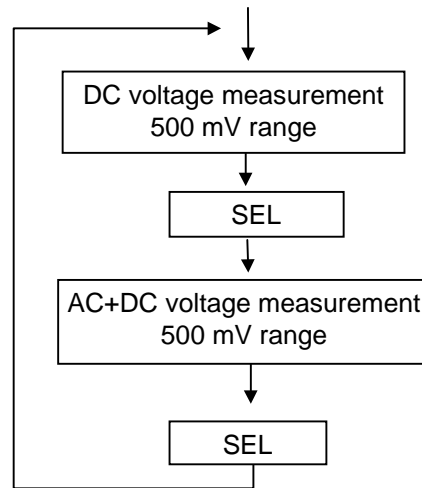 DC voltage measurement
500 mV range
SEL
AC+DC voltage measurement
500 mV range
SEL